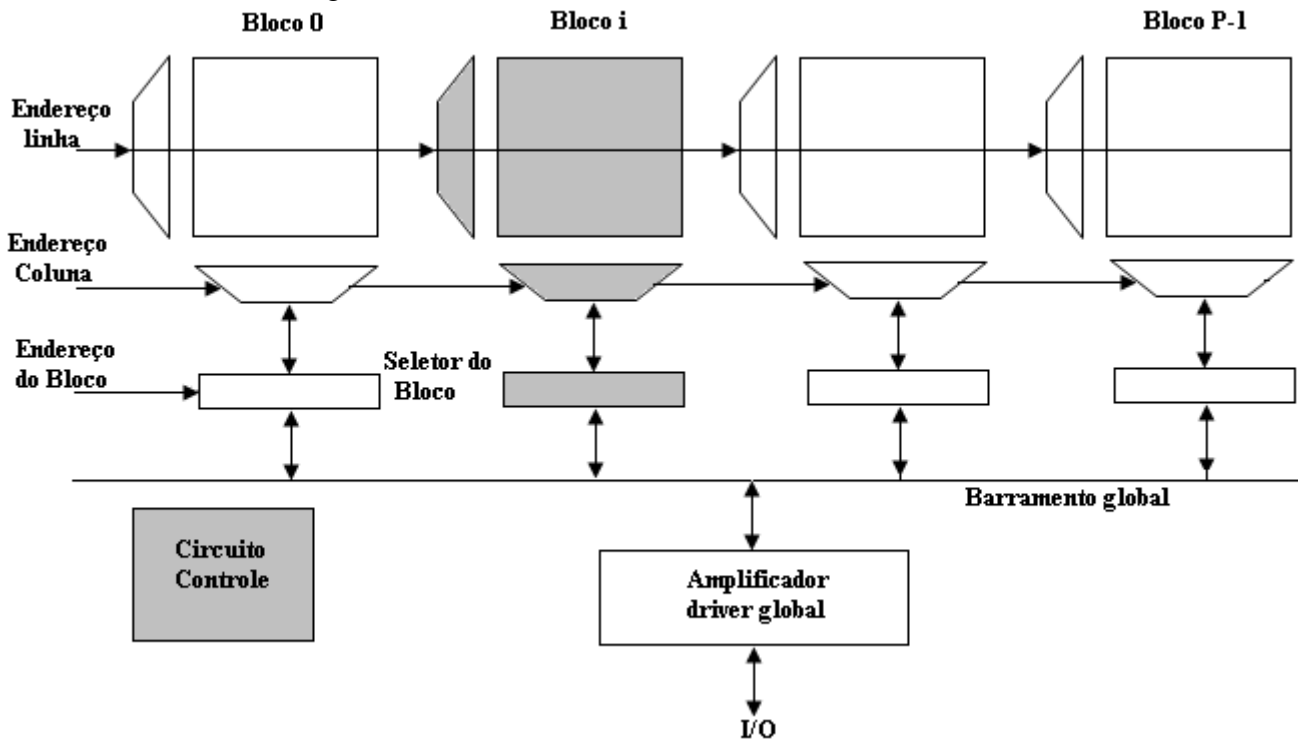 Bloco 0
Bloco i
Bloco P-1
Endereço
linha
Endereço
Coluna
Endereço
do Bloco
Seletor do
Bloco
Barramento global
Circuito
Controle
Amplificador
driver global
I/O